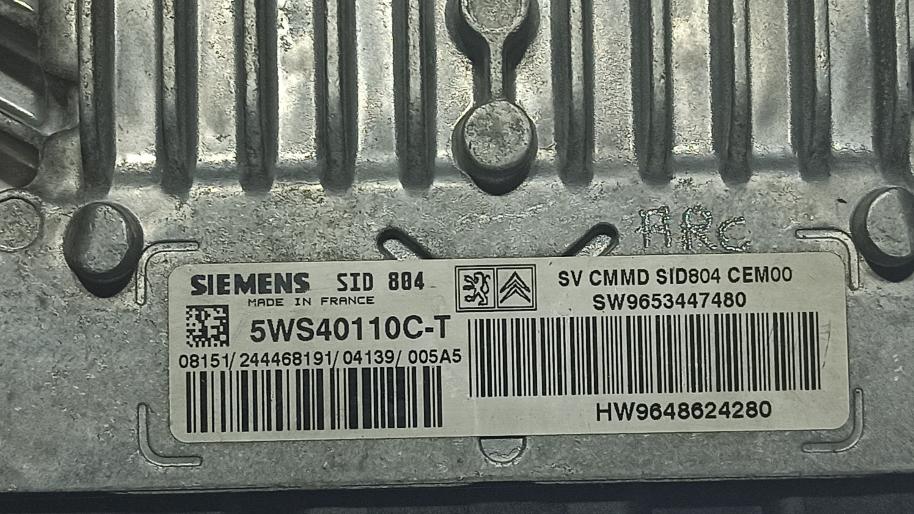 ARC
SIEMENS SID 804
MADE IN FRANCE
5WS40110C-T
08151/244468191/04139/005A5
SV CMMD SID804 CEM00
SW9653447480
HW9648624280